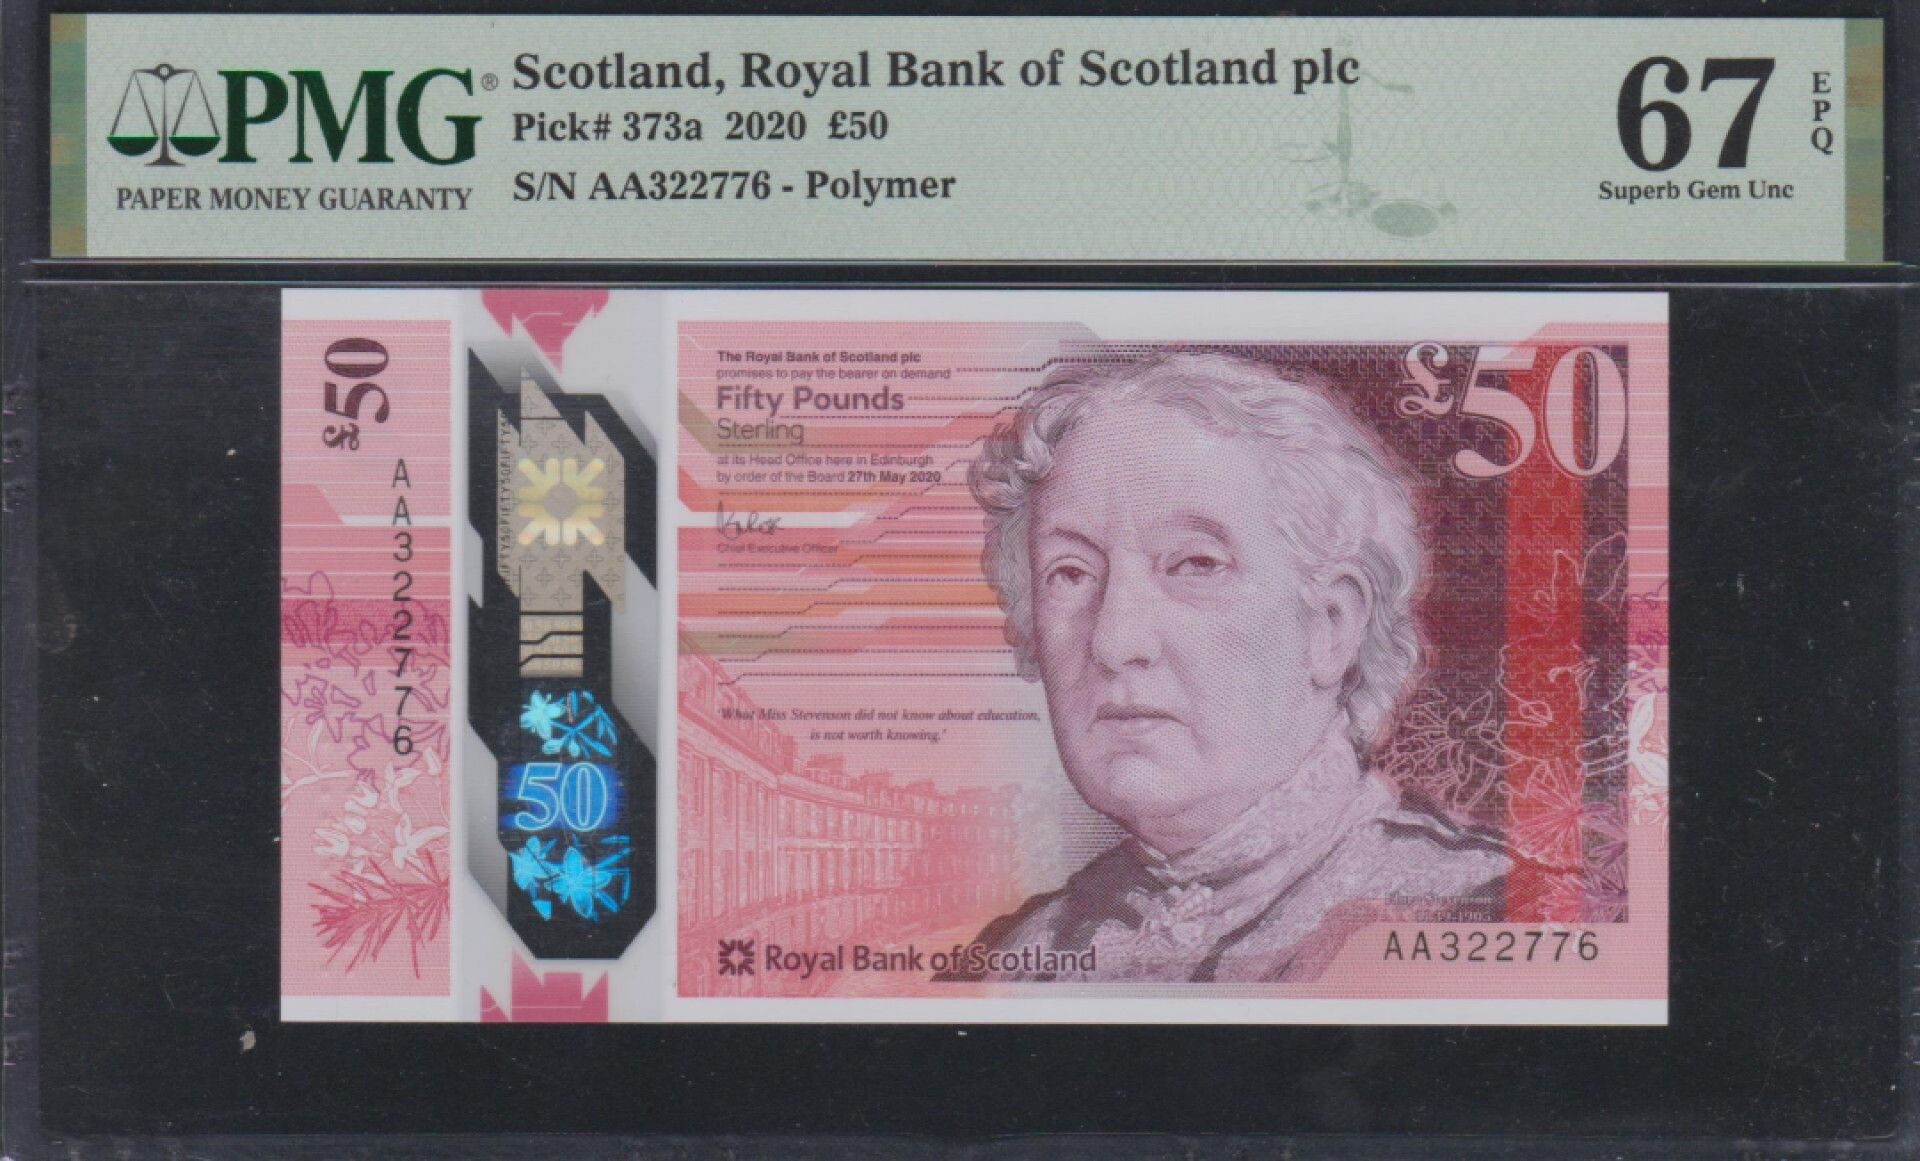 PMG®
PAPER MONEY GUARANTY
Scotland, Royal Bank of Scotland plc
Pick# 373a 2020 £50
S/N AA322776 - Polymer
67
EPQ
Superb Gem Unc
£50
AA322776
50
The Royal Bank of Scotland plc
promises to pay the bearer on demand
Fifty Pounds
Sterling
at its Head Office here in Edinburgh
by order of the Board 27th May 2020
Chief Executive Officer
'What Miss Stevenson did not know about education,
is not worth knowing.'
Royal Bank of Scotland
£50
Flora Stevenson
1839-1905
AA322776